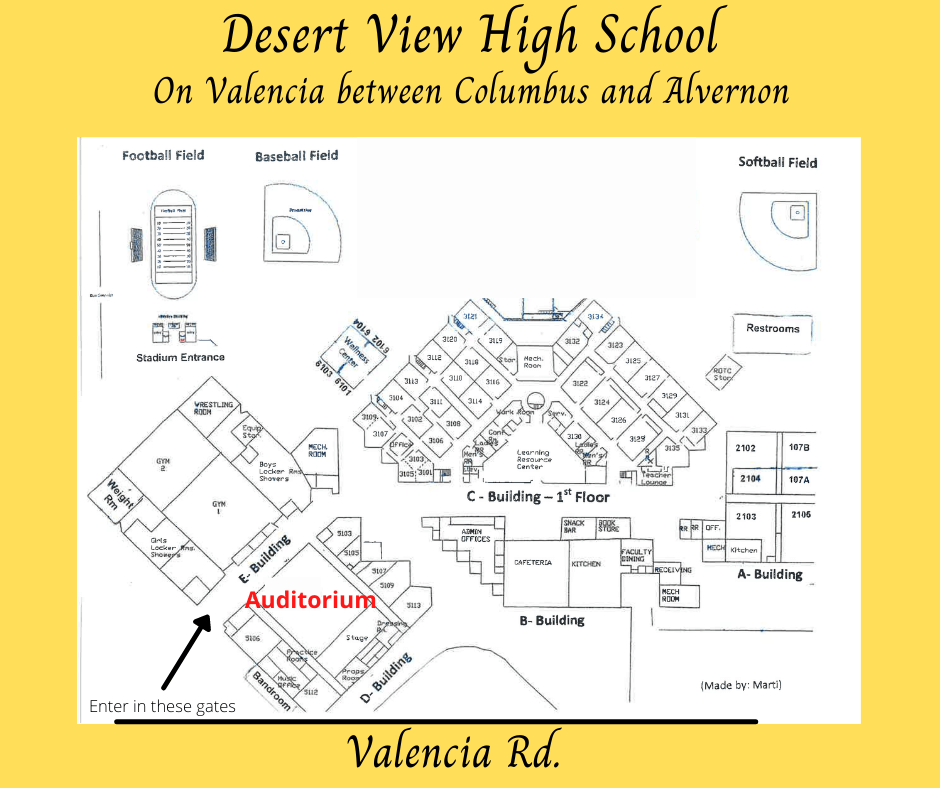 Desert View High School
On Valencia between Columbus and Alvernon
Football Field
Baseball Field
Softball Field
Stadium Entrance
Restrooms
ROTC
Stor
6104 6102
Wellness
Center
6103 6101
3121
3120
3119
3112
3118
Stor
Mech.
Room
3134
3132
3123
3125
3113
3110
3116
3122
3127
3104
3111
3114
3124
3129
3109
3102
3108
Work Room
Serv.
3126
3131
3107
Office
3106
Conf.
Rm
3130
3133
3103
3105
3101
Ladies
RR
Men's
RR
Learning
Resource
Center
Ladies
RR
Men's
RR
3135
Teacher
Lounge
C - Building – 1st Floor
WRESTLING
ROOM
Equip
Stor.
MECH.
ROOM
GYM
2
Boys
Locker Rms.
Showers
Weight
Rm
GYM
1
Girls
Locker Rms.
Showers
E- Building
2102
107B
2104
107A
2103
2105
RR
RR
OFF.
MECH
Kitchen
A- Building
ADMIN
OFFICES
SNACK
BAR
BOOK
STORE
CAFETERIA
KITCHEN
FACULTY
DINING
RECEIVING
MECH
ROOM
B- Building
5103
5105
5107
5109
5113
Auditorium
5106
Stage
Dressing
Rm.
Practice
Rooms
Music
Office
Props
Room
5112
Bandroom
D- Building
(Made by: Marti)
Enter in these gates
Valencia Rd.